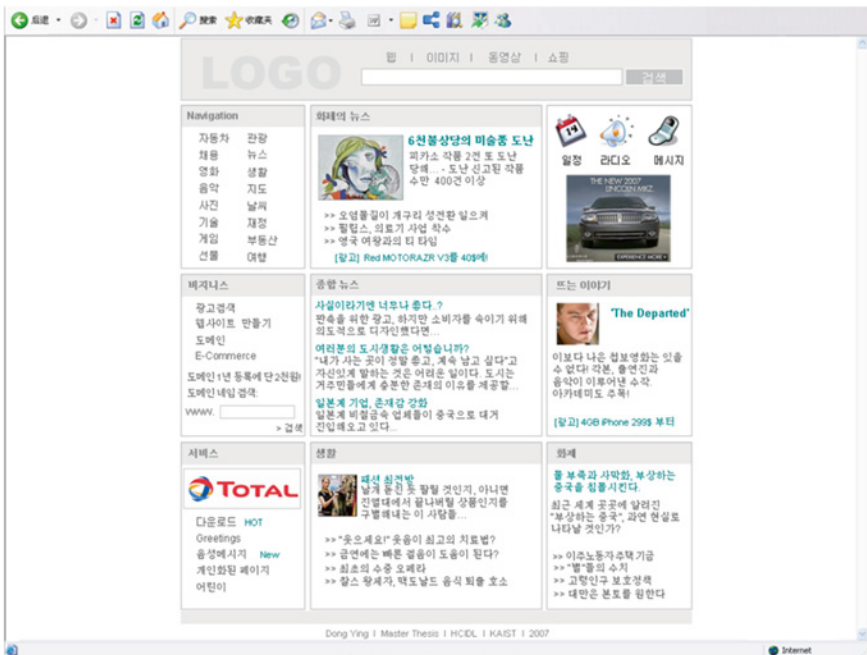 后退
搜索
收藏夹
LOGO
웹 | 이미지 | 동영상 | 쇼핑
검색
Navigation
자동차 관광
채용 뉴스
영화 생활
음악 지도
사진 날씨
기술 재정
게임 부동산
선물 여행
화제의 뉴스
6천불상당의 미술품 도난
피카소 작품 2점 또 도난
당해... - 도난 신고된 작품
수만 400건 이상
>> 오염물질이 개구리 성전환 일으켜
>> 필립스, 의료기 사업 착수
>> 영국 여왕과의 티 타임
[광고] Red MOTORAZR V3를 40$에!
14
일정 라디오 메시지
THE NEW 2007
LINCOLN MKZ.
EXPERIENCE MORE
비지니스
광고검색
웹사이트 만들기
도메인
E-Commerce
도메인 1년 등록에 단2천원!
도메인 네임 검색:
www.
> 검색
종합 뉴스
사실이라기엔 너무나 좋다..?
판촉을 위한 광고, 하지만 소비자를 속이기 위해
의도적으로 디자인했다면...
여러분의 도시생활은 어떻습니까?
"내가 사는 곳이 정말 좋고, 계속 남고 싶다"고
자신있게 말하는 것은 어려운 일이다. 도시는
거주민들에게 충분한 존재의 이유를 제공할...
일본계 기업, 존재감 강화
일본계 비철금속 업체들이 중국으로 대거
진입해오고 있다...
뜨는 이야기
'The Departed'
이보다 나은 첩보영화는 있을
수 없다! 각본, 출연진과
음악이 이루어낸 수작.
아카데미도 주목!
[광고] 4GB iPhone 299$ 부터
서비스
TOTAL
다운로드 HOT
Greetings
음성메시지 New
개인화된 페이지
어린이
생활
패션 최전방
날개 돋친 듯 팔릴 것인지, 아니면
진열대에서 끝나버릴 상품인지를
구별해내는 이 사람들...
>> "웃으세요!" 웃음이 최고의 치료법?
>> 금연에는 빠른 걸음이 도움이 된다?
>> 최초의 수중 오페라
>> 찰스 왕세자, 맥도날드 음식 퇴출 호소
화제
물 부족과 사막화, 부상하는
중국을 침몰시킨다.
최근 세계 곳곳에 알려진
"부상하는 중국", 과연 현실로
나타날 것인가?
>> 이주노동자주택기금
>> "별"들의 수치
>> 고령인구 보호정책
>> 대만은 본토를 원한다
Dong Ying | Master Thesis | HCIDL | KAIST | 2007
Internet